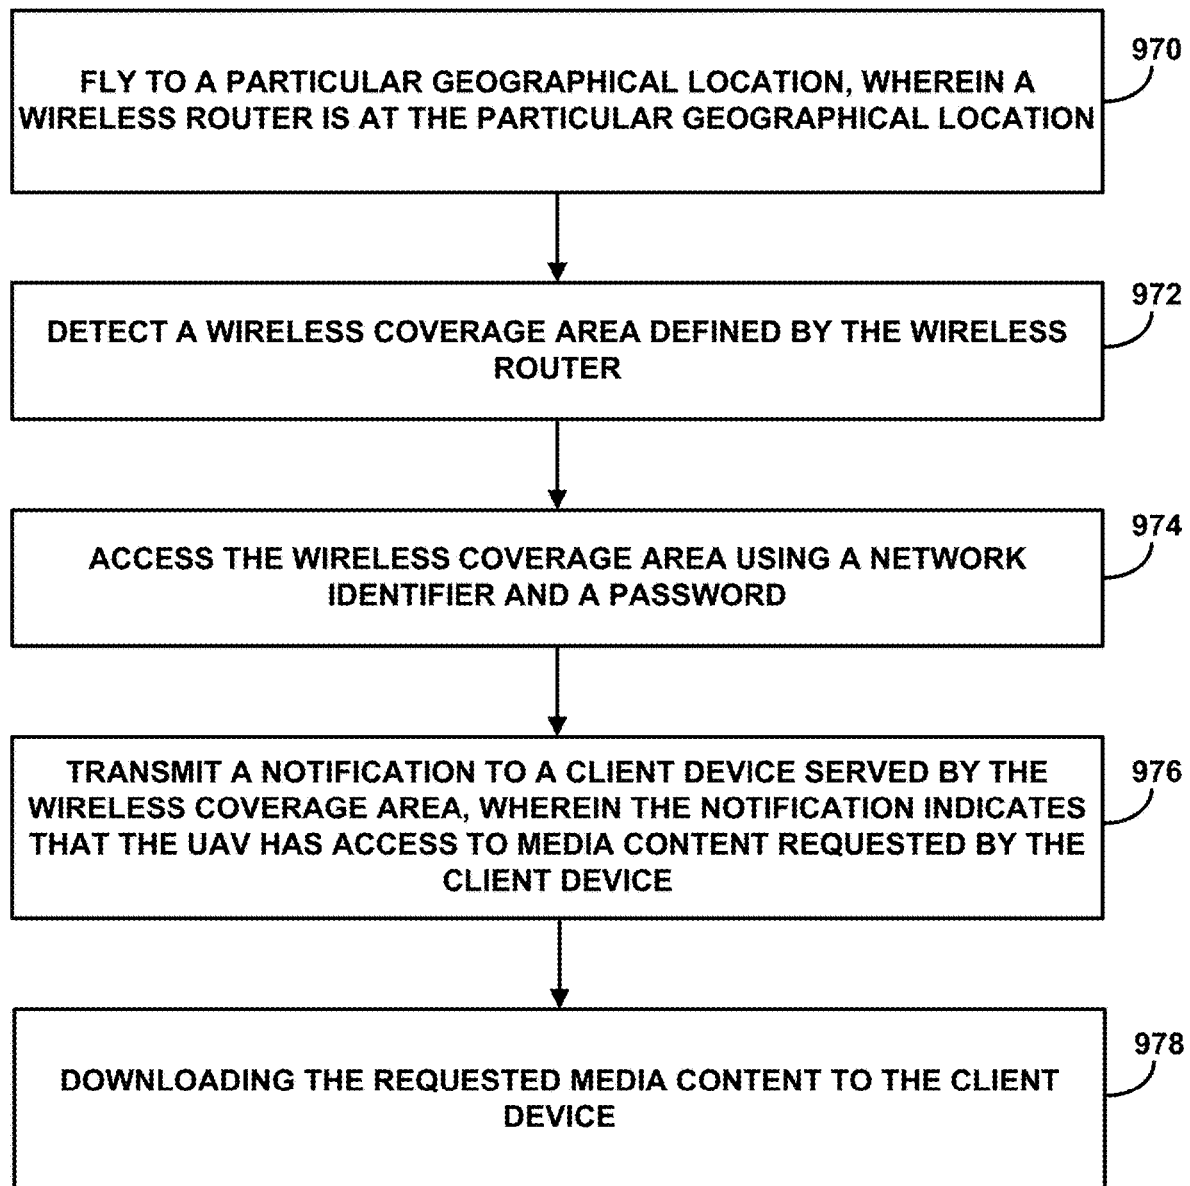 FLY TO A PARTICULAR GEOGRAPHICAL LOCATION, WHEREIN A
WIRELESS ROUTER IS AT THE PARTICULAR GEOGRAPHICAL LOCATION
970
DETECT A WIRELESS COVERAGE AREA DEFINED BY THE WIRELESS
ROUTER
972
ACCESS THE WIRELESS COVERAGE AREA USING A NETWORK
IDENTIFIER AND A PASSWORD
974
TRANSMIT A NOTIFICATION TO A CLIENT DEVICE SERVED BY THE
WIRELESS COVERAGE AREA, WHEREIN THE NOTIFICATION INDICATES
THAT THE UAV HAS ACCESS TO MEDIA CONTENT REQUESTED BY THE
CLIENT DEVICE
976
DOWNLOADING THE REQUESTED MEDIA CONTENT TO THE CLIENT
DEVICE
978